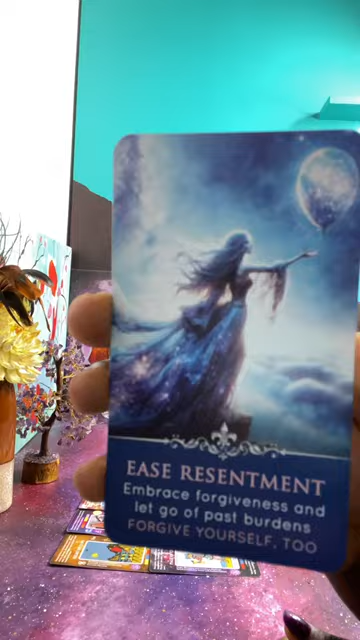 EASE RESENTMENT
Embrace forgiveness and
let go of past burdens
FORGIVE YOURSELF, TOO